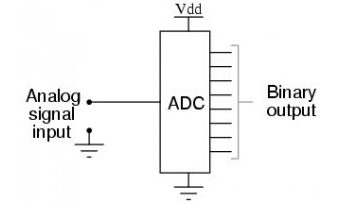 Vdd
Analog
signal
input
ADC
Binary
output